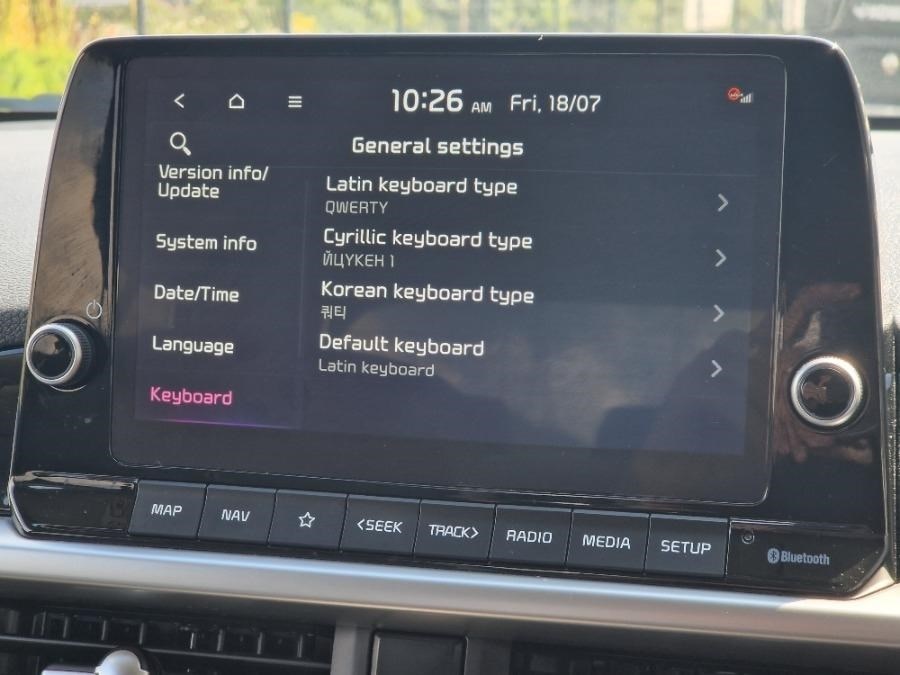 10:26 AM Fri, 18/07
General settings
Version info/
Update
System info
Date/Time
Language
Keyboard
Latin keyboard type
QWERTY
Cyrillic keyboard type
ЙЦУКЕН 1
Korean keyboard type
쿼티
Default keyboard
Latin keyboard
MAP
NAV
<SEEK
TRACK>
RADIO
MEDIA
SETUP
Bluetooth